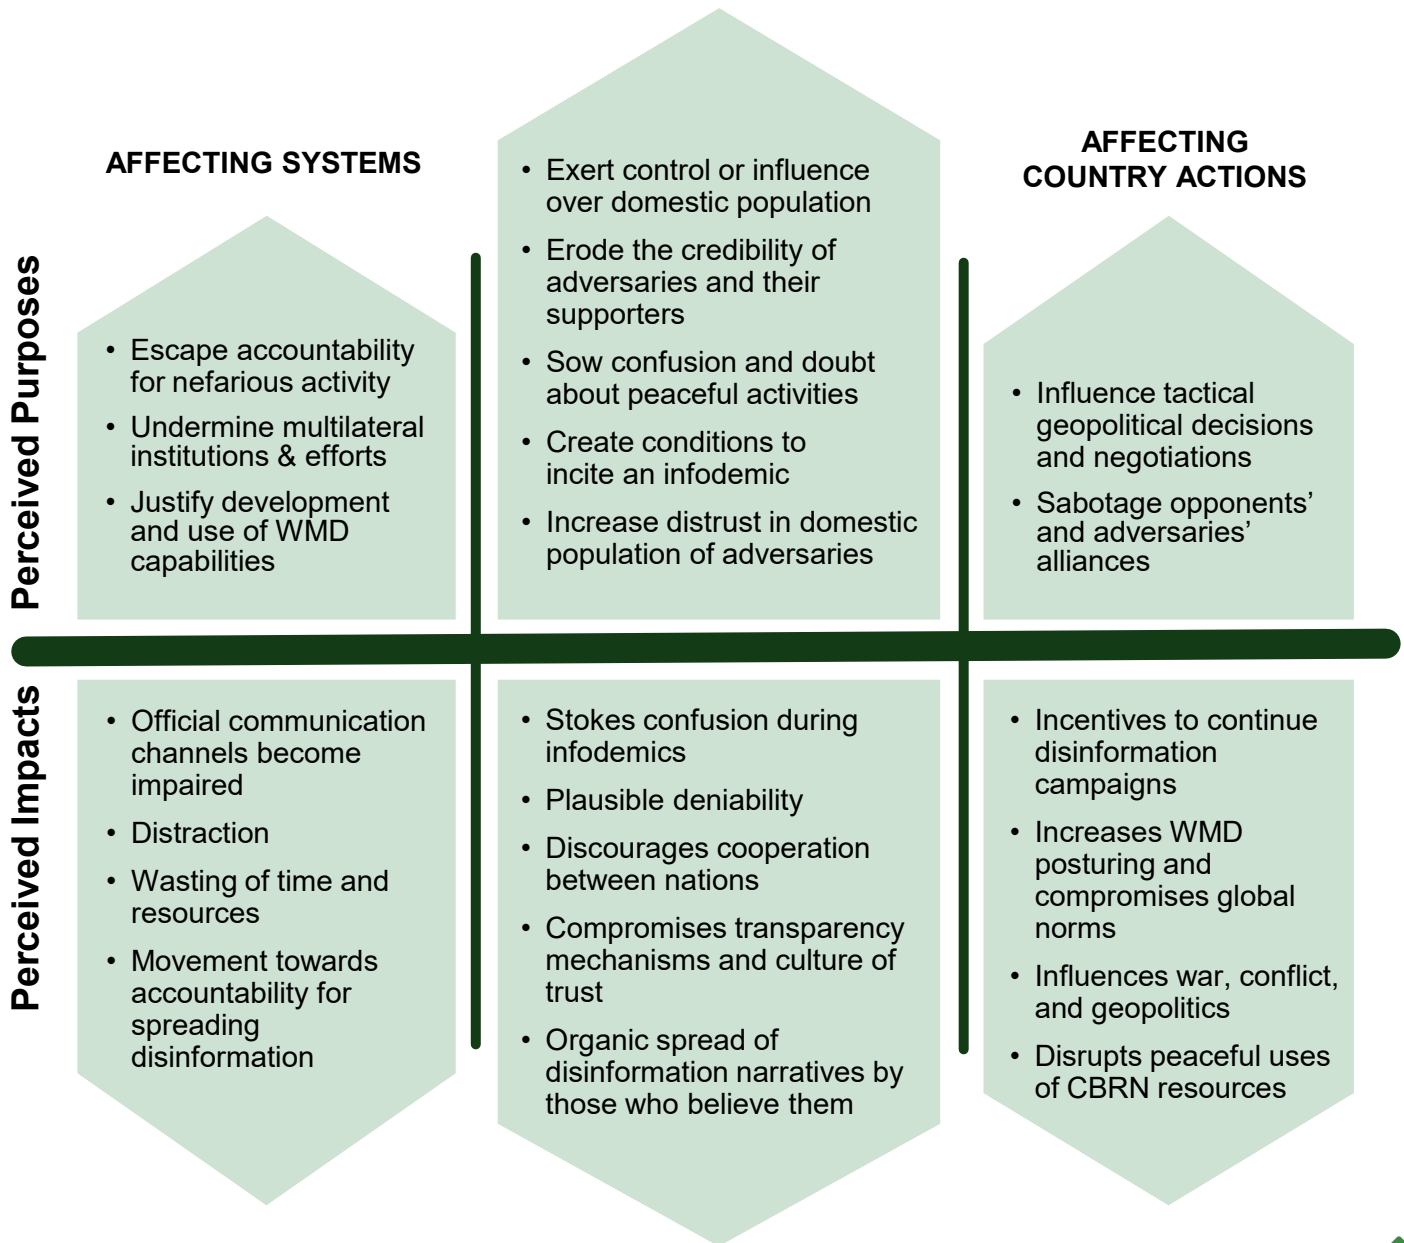 AFFECTING SYSTEMS
AFFECTING
COUNTRY ACTIONS
Perceived Purposes
• Escape accountability
for nefarious activity
• Undermine multilateral
institutions & efforts
• Justify development
and use of WMD
capabilities
• Exert control or influence
over domestic population
• Erode the credibility of
adversaries and their
supporters
• Sow confusion and doubt
about peaceful activities
• Create conditions to
incite an infodemic
• Increase distrust in domestic
population of adversaries
• Influence tactical
geopolitical decisions
and negotiations
• Sabotage opponents’
and adversaries’
alliances
Perceived Impacts
• Official communication
channels become
impaired
• Distraction
• Wasting of time and
resources
• Movement towards
accountability for
spreading
disinformation
• Stokes confusion during
infodemics
• Plausible deniability
• Discourages cooperation
between nations
• Compromises transparency
mechanisms and culture of
trust
• Organic spread of
disinformation narratives by
those who believe them
• Incentives to continue
disinformation
campaigns
• Increases WMD
posturing and
compromises global
norms
• Influences war, conflict,
and geopolitics
• Disrupts peaceful uses
of CBRN resources